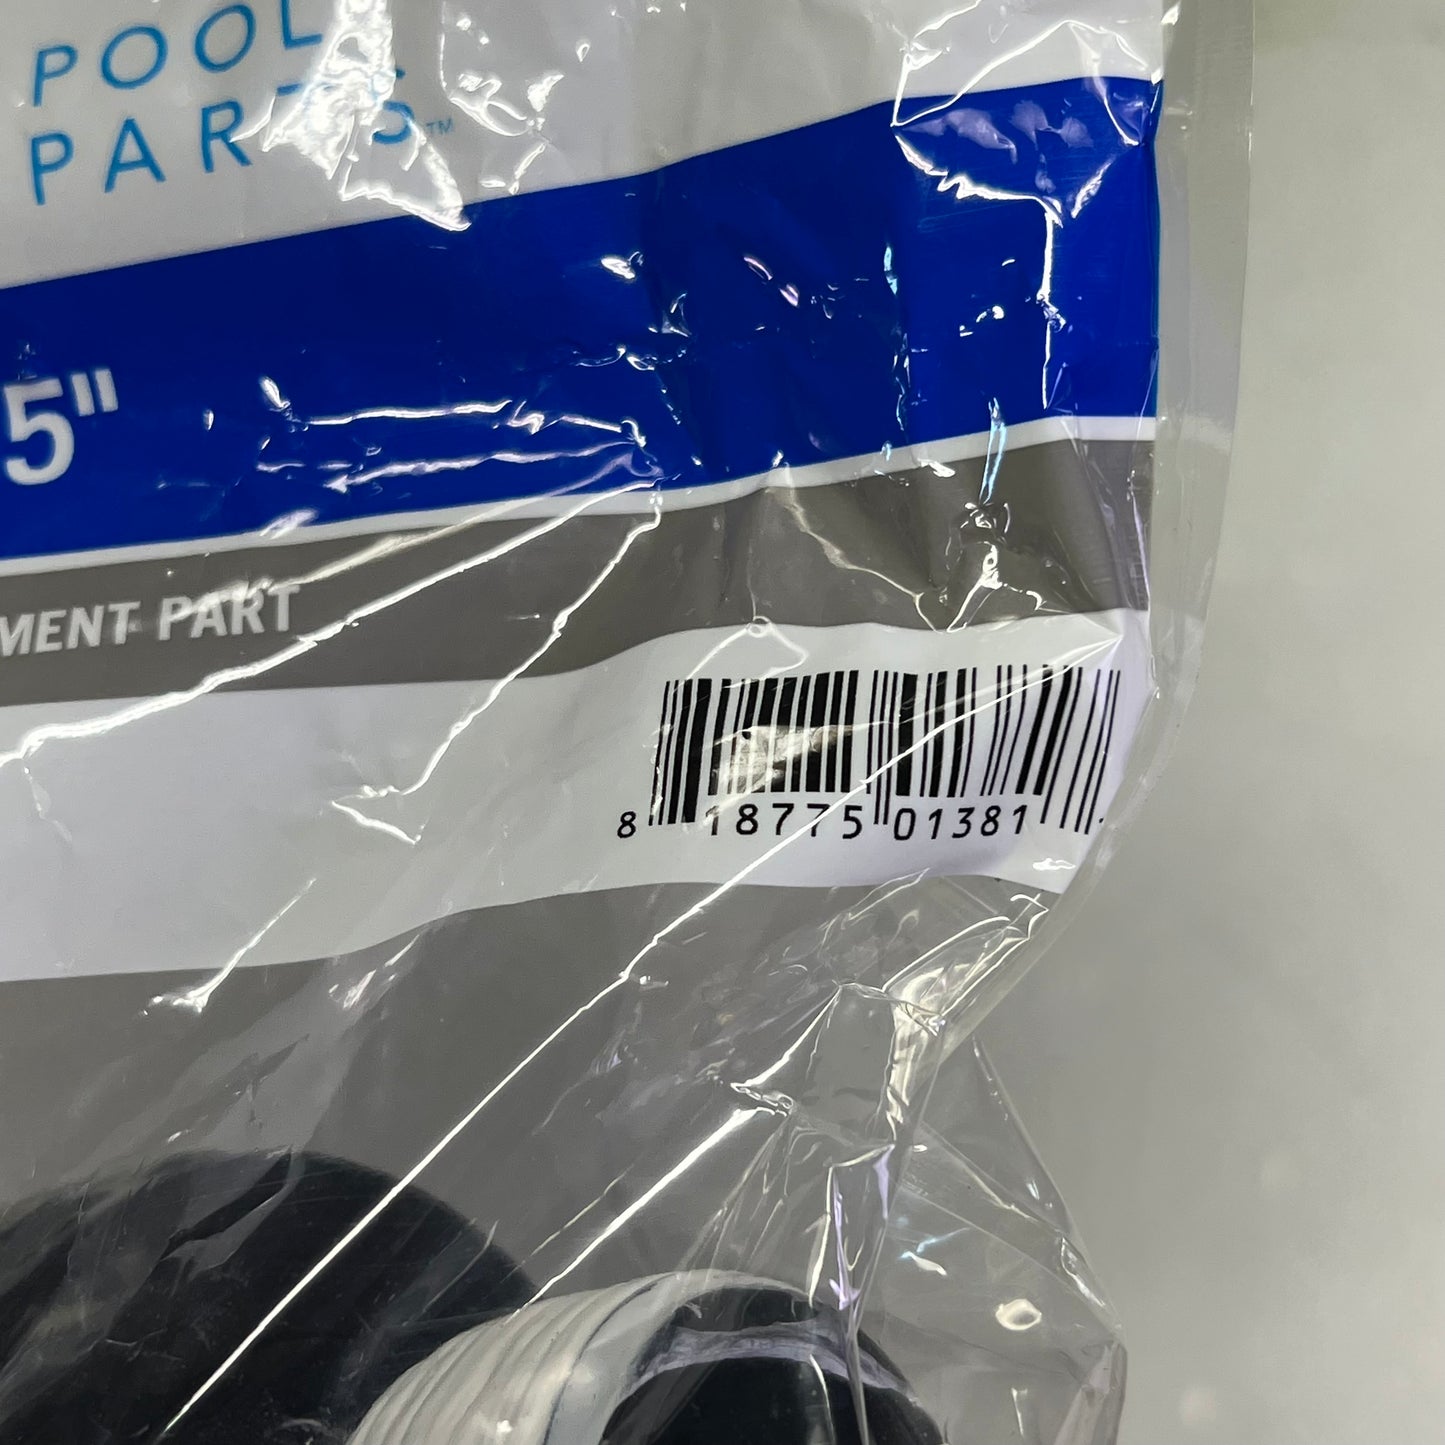 POOL
PARTS™
5"
MENT PART
8 18775 01381